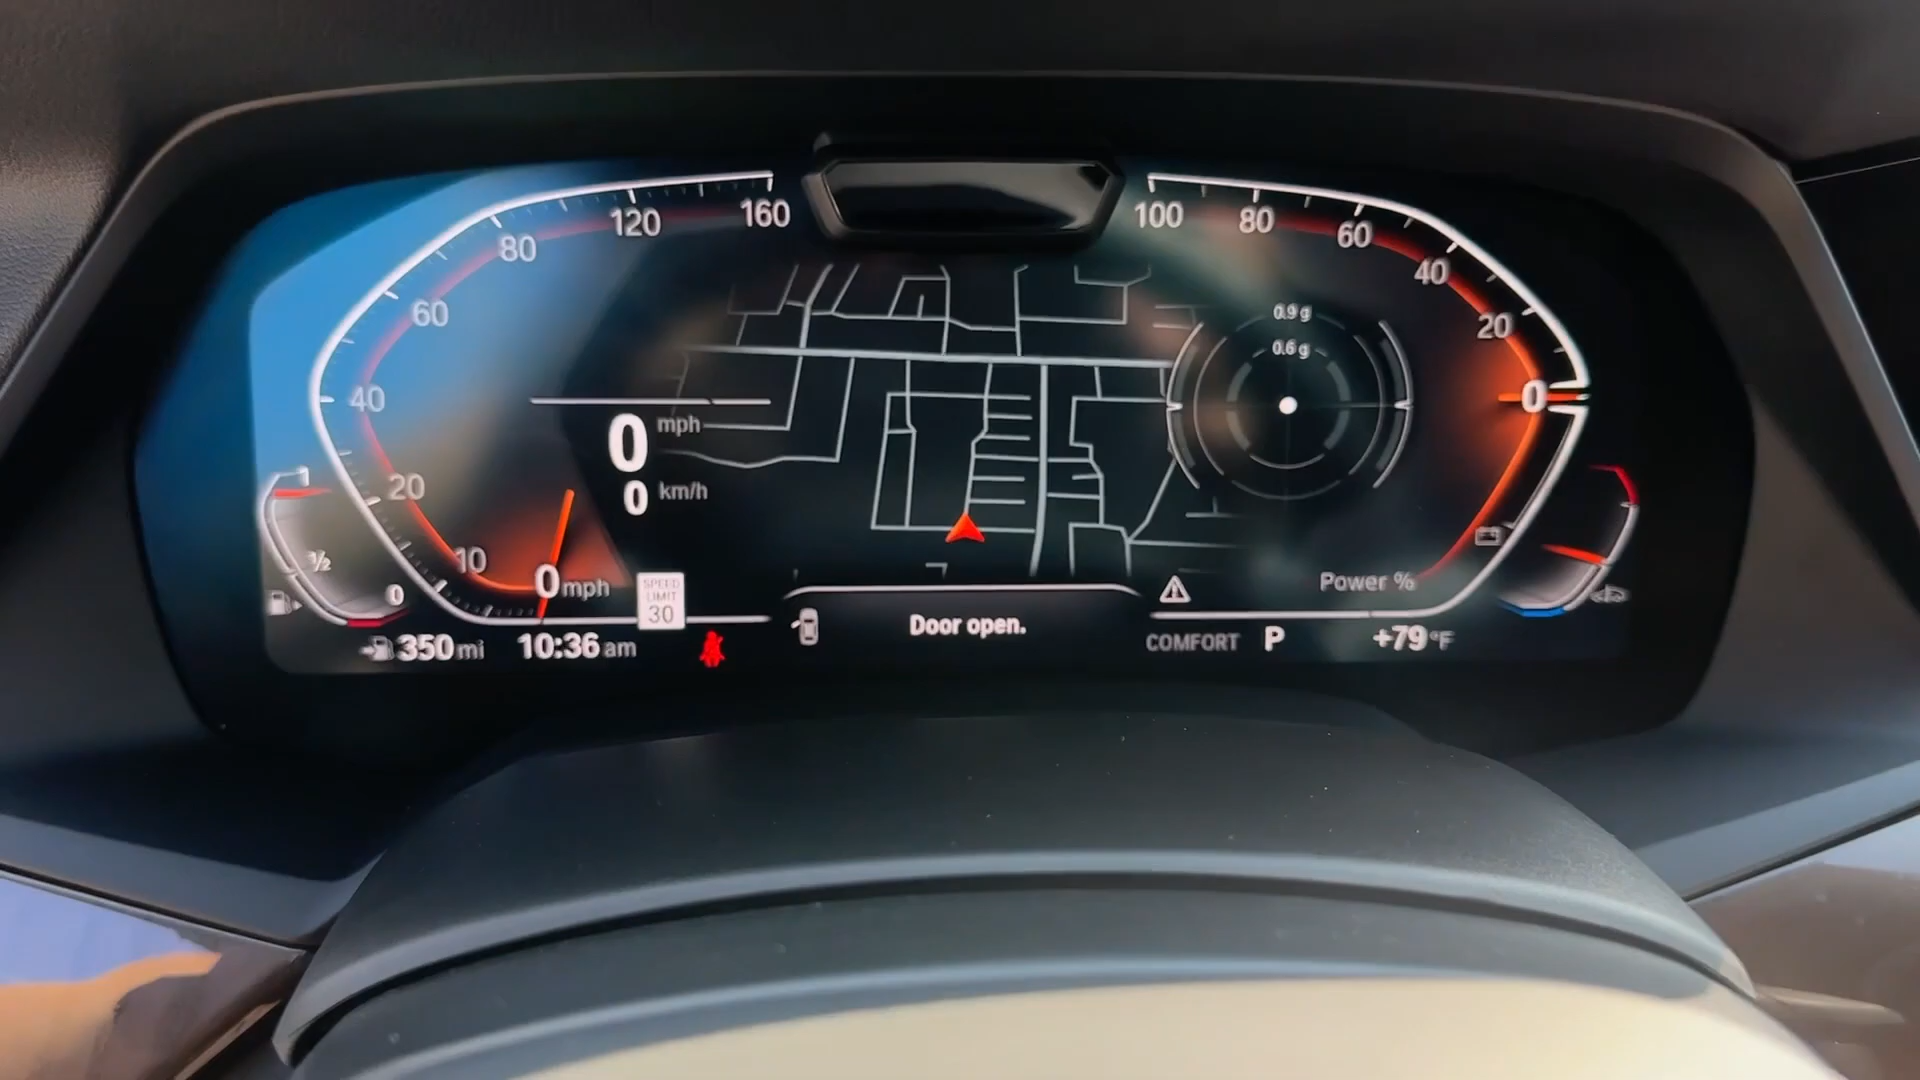 160
120
80
60
40
20
10
0 mph
100
80
60
40
20
0
Power %
0.9 g
0.6 g
0 mph
0 km/h
1
1/2
0
SPEED
LIMIT
30
350 mi
10:36 am
Door open.
COMFORT
P
+79 °F